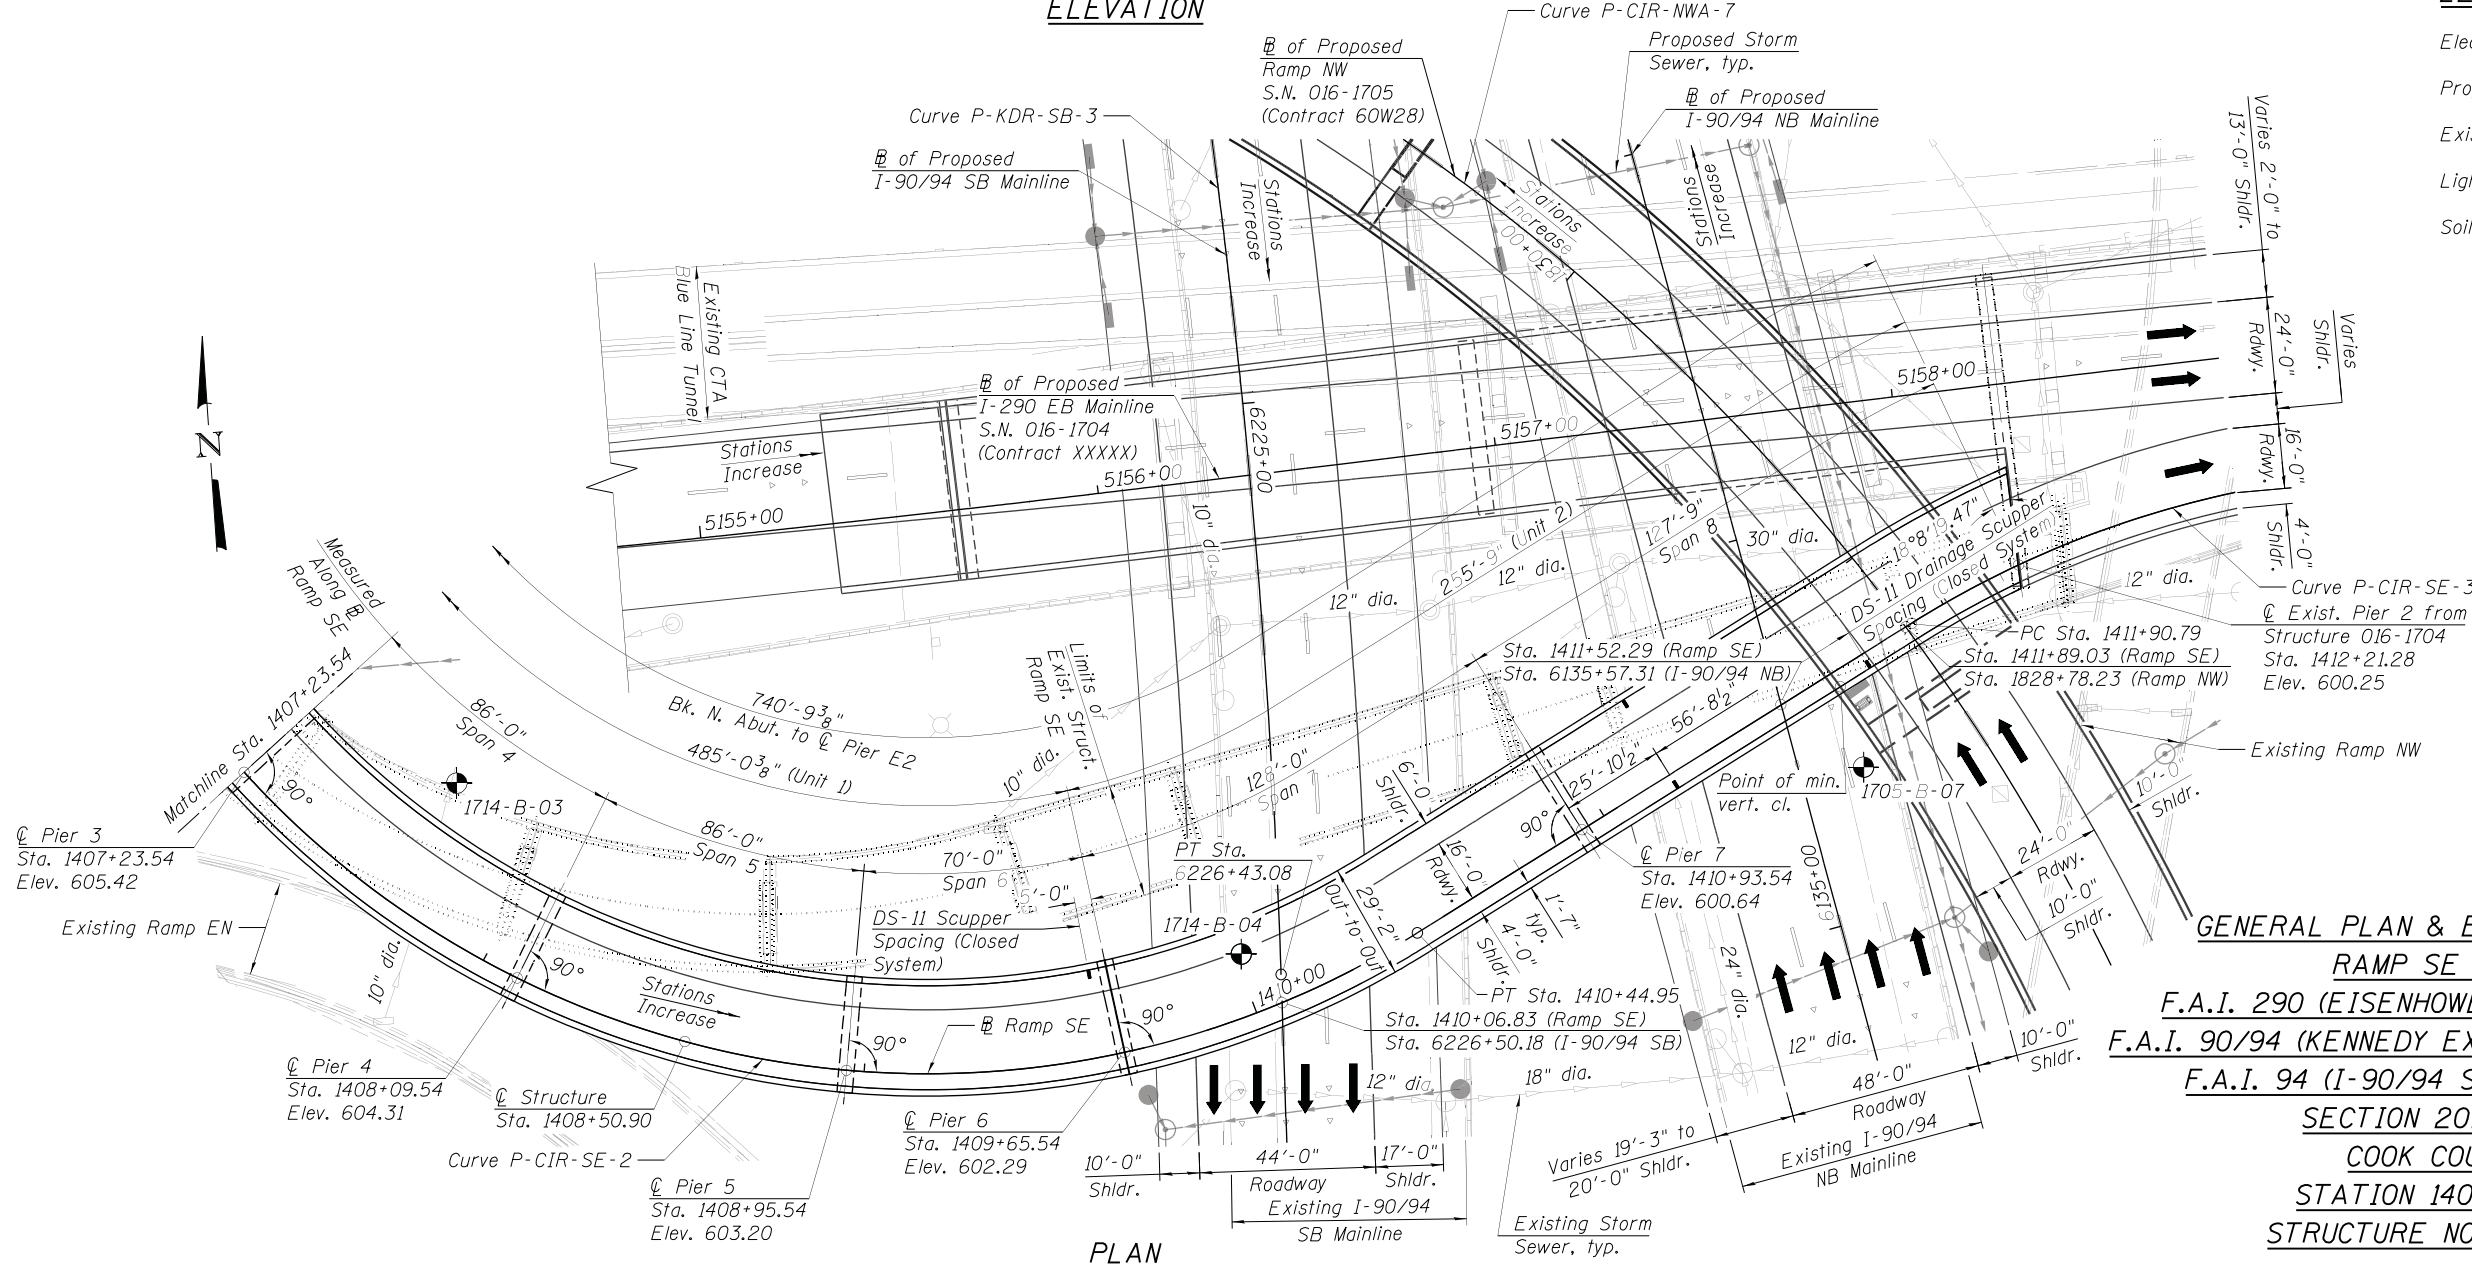 ELEVATION
Curve P-CIR-NWA-7
℄ of Proposed
Ramp NW
S.N. 016-1705
(Contract 60W28)
Proposed Storm
Sewer, typ.
Curve P-KDR-SB-3
℄ of Proposed
I-90/94 SB Mainline
℄ of Proposed
I-90/94 NB Mainline
Stations
Increase
Stations
Increase
Stations
Increase
1830+00
Varies 2'-0" to
13'-0" Shldr.
24'-0"
Rdwy.
Varies
Shldr.
16'-0"
Rdwy.
4'-0"
Shldr.
Existing CTA
Blue Line Tunnel
℄ of Proposed
I-290 EB Mainline
S.N. 016-1704
(Contract XXXXX)
Stations
Increase
5155+00
5156+00
5157+00
5158+00
6225+00
N
10" dia.
12" dia.
12" dia.
30" dia.
255'-9" (Unit 2)
127'-9"
Span 8
18°8'19.47"
DS-11 Drainage Scupper
Spacing (Closed System)
12" dia.
Curve P-CIR-SE-3
℄ Exist. Pier 2 from
Structure 016-1704
Sta. 1412+21.28
Elev. 600.25
PC Sta. 1411+90.79
Sta. 1411+89.03 (Ramp SE)
Sta. 1828+78.23 (Ramp NW)
Sta. 1411+52.29 (Ramp SE)
Sta. 6135+57.31 (I-90/94 NB)
Measured
Along ℄
Ramp SE
Matchline Sta. 1407+23.54
86'-0"
Span 4
740'-9⅜"
Bk. N. Abut. to ℄ Pier E2
485'-0⅜" (Unit 1)
Limits of
Exist. Struct.
Ramp SE
10" dia.
128'-0"
Span 7
56'-8½"
25'-10½"
6'-0"
Shldr.
90°
1714-B-03
86'-0"
Span 5
70'-0"
Span 6
5'-0"
PT Sta.
6226+43.08
Point of min.
vert. cl.
1705-B-07
Existing Ramp NW
10'-0"
Shldr.
24'-0"
Rdwy.
10'-0"
Shldr.
℄ Pier 3
Sta. 1407+23.54
Elev. 605.42
Existing Ramp EN
10" dia.
90°
DS-11 Scupper
Spacing (Closed
System)
1714-B-04
16'-0"
Rdwy.
29'-2"
(Out-to-Out)
1'-7"
typ.
4'-0"
Shldr.
90°
℄ Pier 7
Sta. 1410+93.54
Elev. 600.64
6135+00
24" dia.
Stations
Increase
℄ Ramp SE
90°
90°
1410+00
PT Sta. 1410+44.95
Sta. 1410+06.83 (Ramp SE)
Sta. 6226+50.18 (I-90/94 SB)
℄ Pier 4
Sta. 1408+09.54
Elev. 604.31
℄ Structure
Sta. 1408+50.90
Curve P-CIR-SE-2
℄ Pier 5
Sta. 1408+95.54
Elev. 603.20
℄ Pier 6
Sta. 1409+65.54
Elev. 602.29
12" dia.
18" dia.
12" dia.
10'-0"
Shldr.
44'-0"
Roadway
17'-0"
Shldr.
Existing I-90/94
SB Mainline
Varies 19'-3" to
20'-0" Shldr.
48'-0"
Roadway
10'-0"
Shldr.
Existing I-90/94
NB Mainline
Existing Storm
Sewer, typ.
PLAN
GENERAL PLAN & E
RAMP SE
F.A.I. 290 (EISENHOW
F.A.I. 90/94 (KENNEDY EX
F.A.I. 94 (I-90/94 S
SECTION 20
COOK COU
STATION 140
STRUCTURE NO
Elec
Pro
Exis
Ligh
Soil